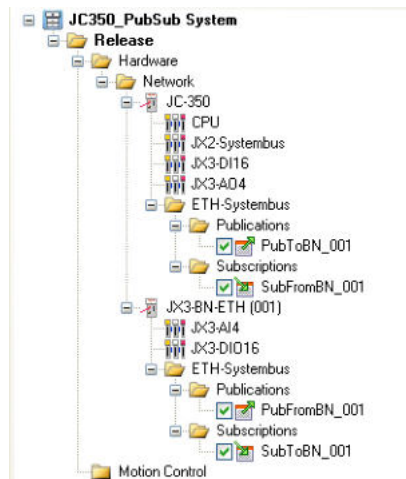 JC350_PubSub System
Release
Hardware
Network
JC-350
CPU
JX2-Systembus
JX3-DI16
JX3-AO4
ETH-Systembus
Publications
PubToBN_001
Subscriptions
SubFromBN_001
JX3-BN-ETH (001)
JX3-AI4
JX3-DIO16
ETH-Systembus
Publications
PubFromBN_001
Subscriptions
SubToBN_001
Motion Control